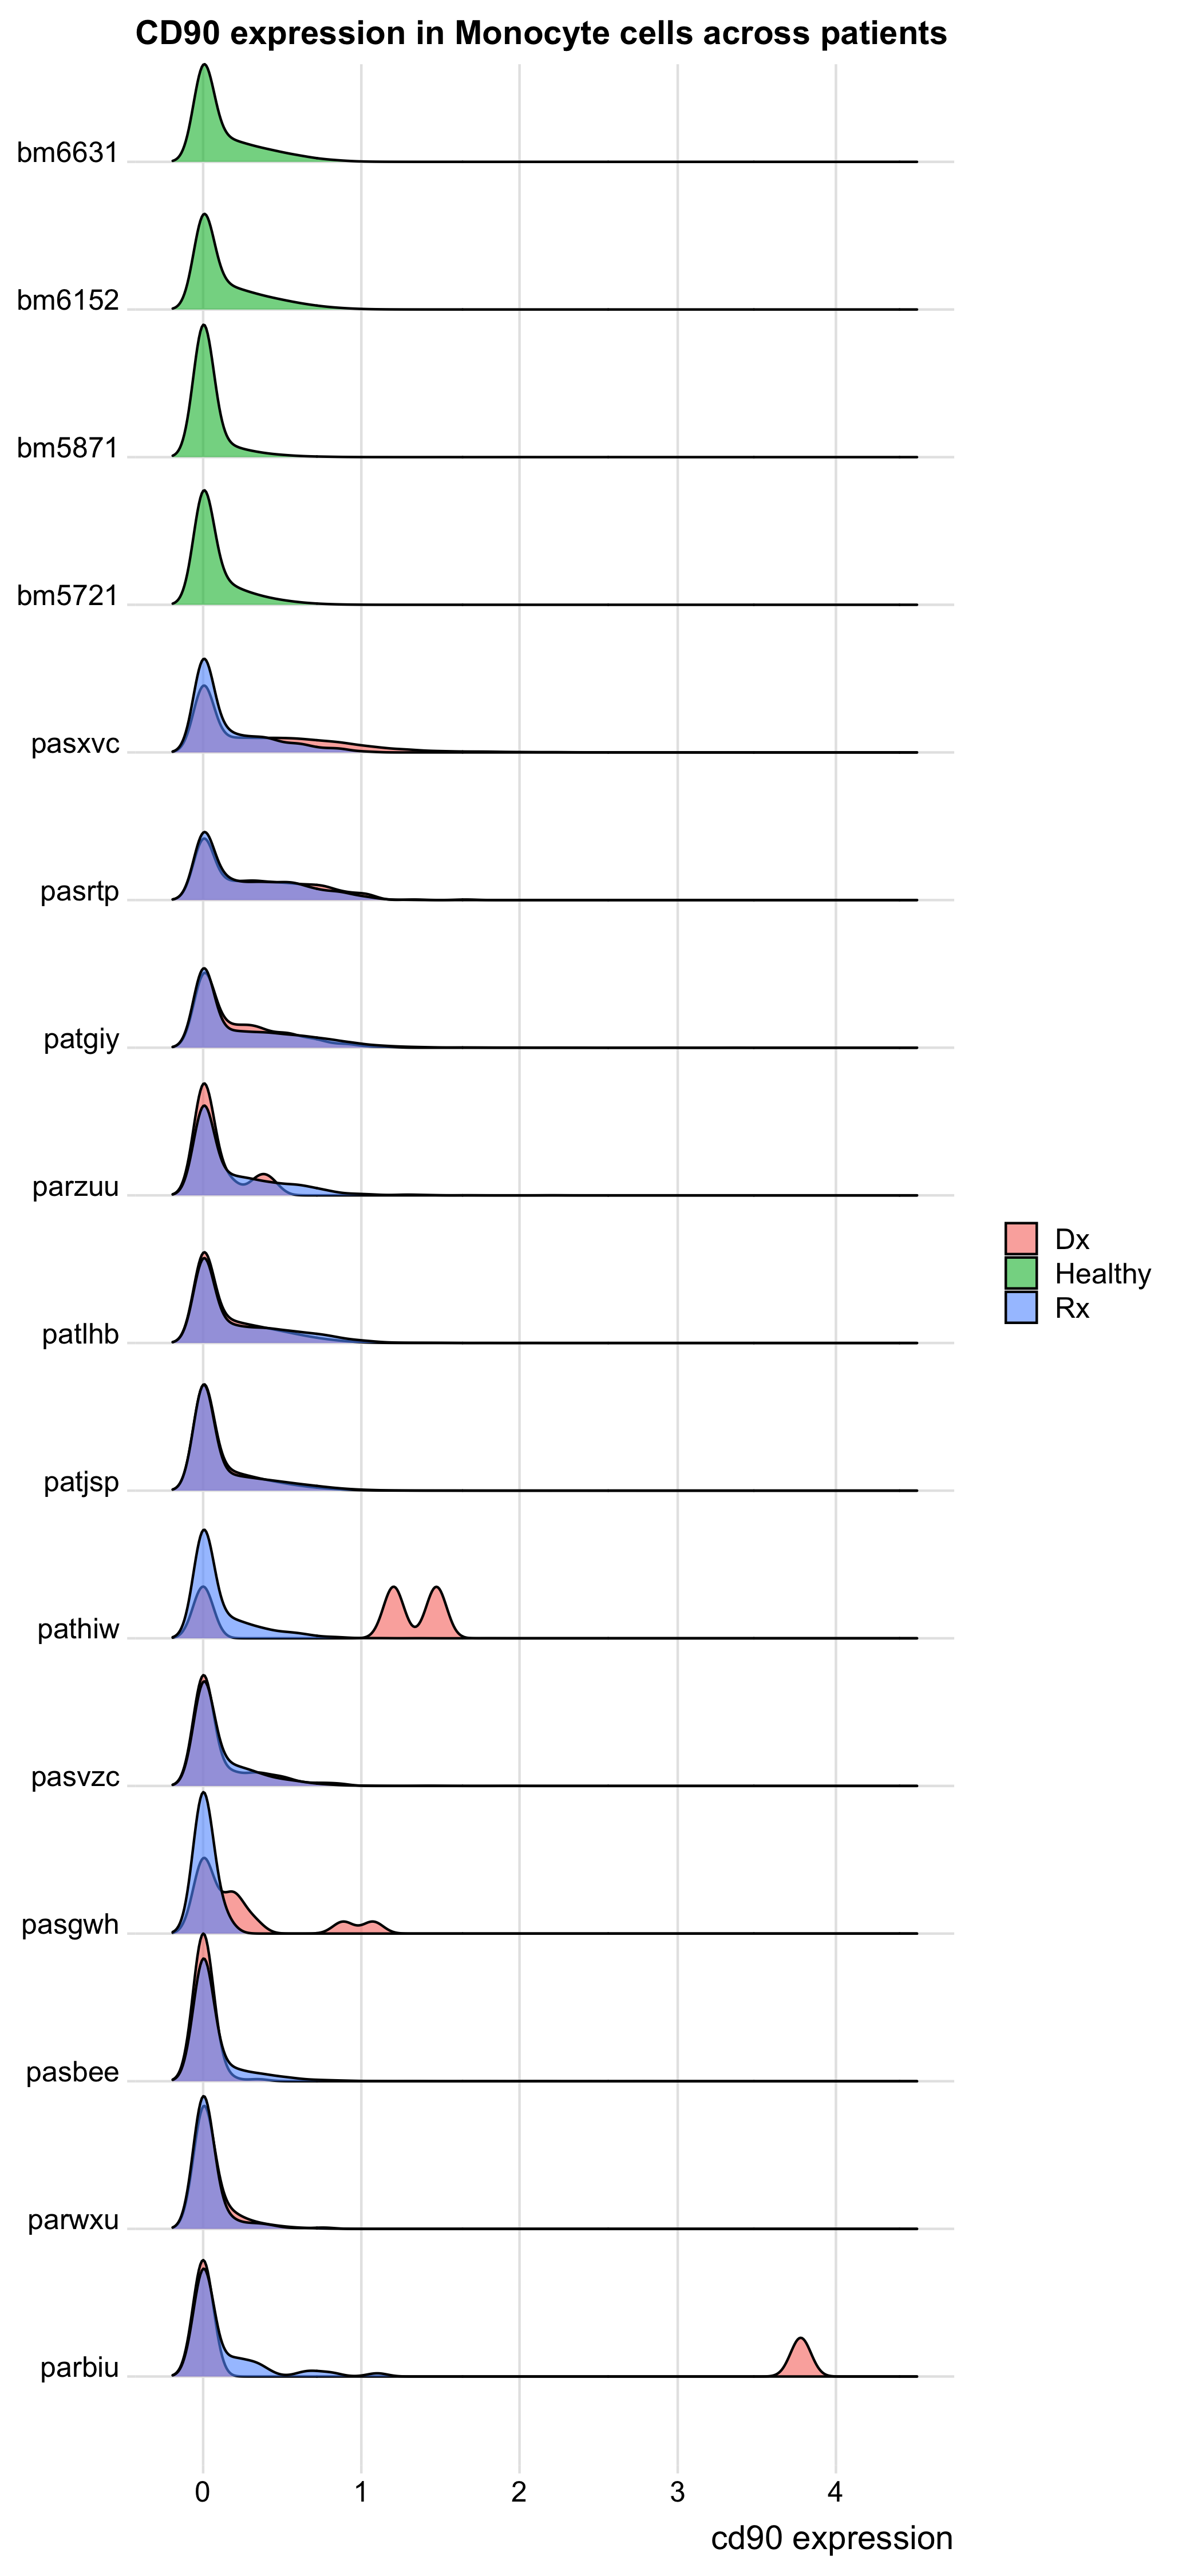 CD90 expression in Monocyte cells across patients
bm6631
bm6152
bm5871
bm5721
pasxvc
pasrtp
patgiy
parzuu
patlhb
patjsp
pathiw
pasvzc
pasgwh
pasbee
parwxu
parbiu
Dx
Healthy
Rx
0 1 2 3 4
cd90 expression